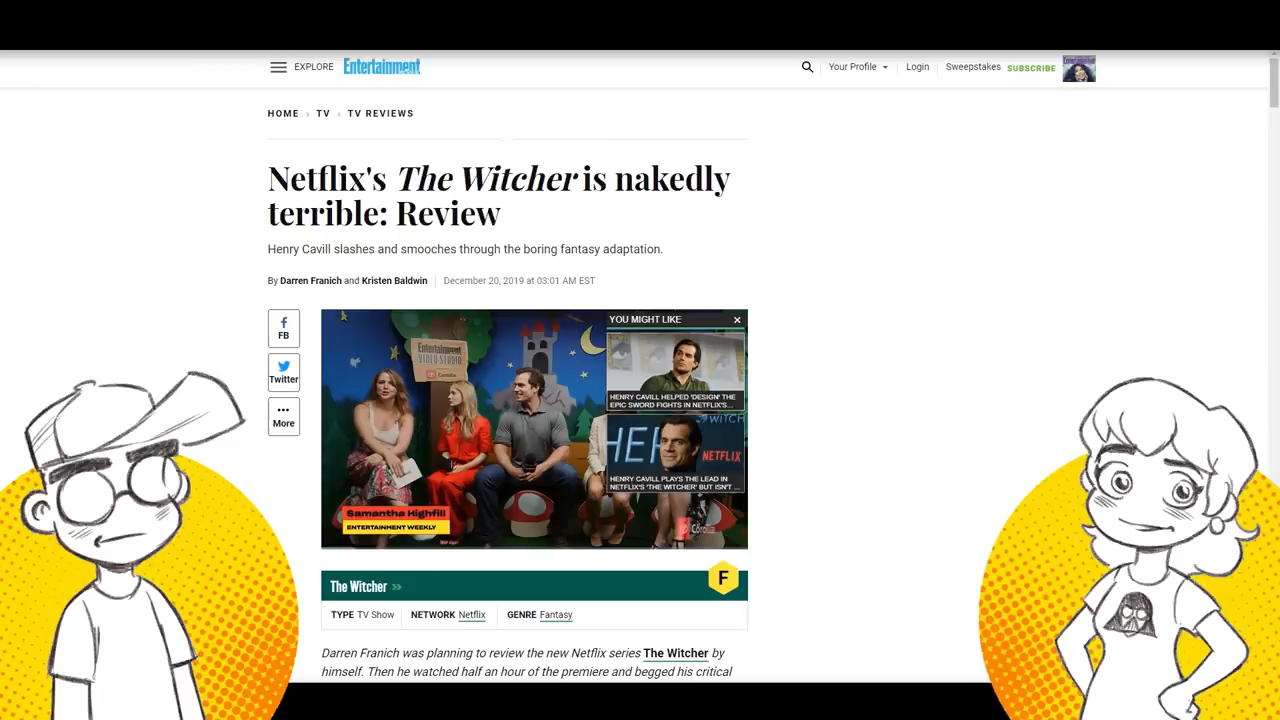 EXPLORE
Entertainment
Your Profile
Login
Sweepstakes
SUBSCRIBE
HOME › TV › TV REVIEWS
Netflix's The Witcher is nakedly
terrible: Review
Henry Cavill slashes and smooches through the boring fantasy adaptation.
By Darren Franich and Kristen Baldwin
December 20, 2019 at 03:01 AM EST
FB
Twitter
More
Entertainment
VIDEO STUDIO
YOU MIGHT LIKE
HENRY CAVILL HELPED 'DESIGN' THE
EPIC SWORD FIGHTS IN NETFLIX'S...
WITCH
HER
NETFLIX
HENRY CAVILL PLAYS THE LEAD IN
NETFLIX'S 'THE WITCHER' BUT ISN'T ...
Samantha Highfill
ENTERTAINMENT WEEKLY
The Witcher »
F
TYPE TV Show
NETWORK Netflix
GENRE Fantasy
Darren Franich was planning to review the new Netflix series The Witcher by
himself. Then he watched half an hour of the premiere and begged his critical